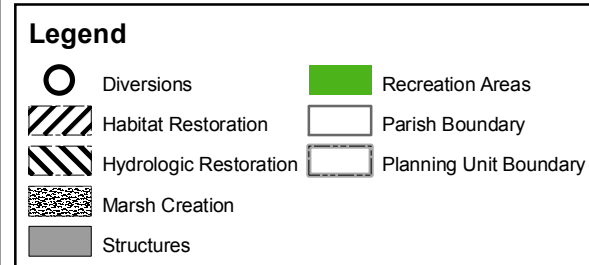 Legend
Diversions
Habitat Restoration
Hydrologic Restoration
Marsh Creation
Structures
Recreation Areas
Parish Boundary
Planning Unit Boundary